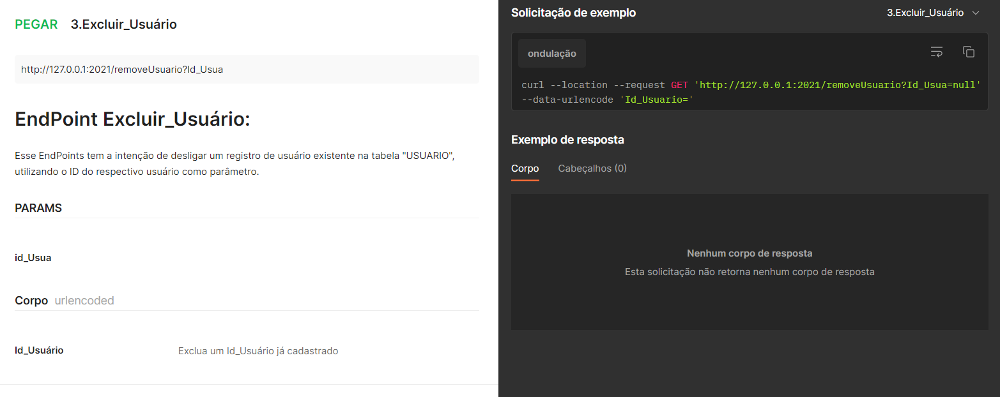 PEGAR 3.Excluir_Usuário
http://127.0.0.1:2021/removeUsuario?Id_Usua
EndPoint Excluir_Usuário:
Esse EndPoints tem a intenção de desligar um registro de usuário existente na tabela "USUARIO",
utilizando o ID do respectivo usuário como parâmetro.
PARAMS
id_Usua
Corpo urlencoded
Id_Usuário Exclua um Id_Usuário já cadastrado
Solicitação de exemplo 3.Excluir_Usuário
ondulação
curl --location --request GET 'http://127.0.0.1:2021/removeUsuario?Id_Usua=null'
--data-urlencode 'Id_Usuario='
Exemplo de resposta
Corpo Cabeçalhos (0)
Nenhum corpo de resposta
Esta solicitação não retorna nenhum corpo de resposta